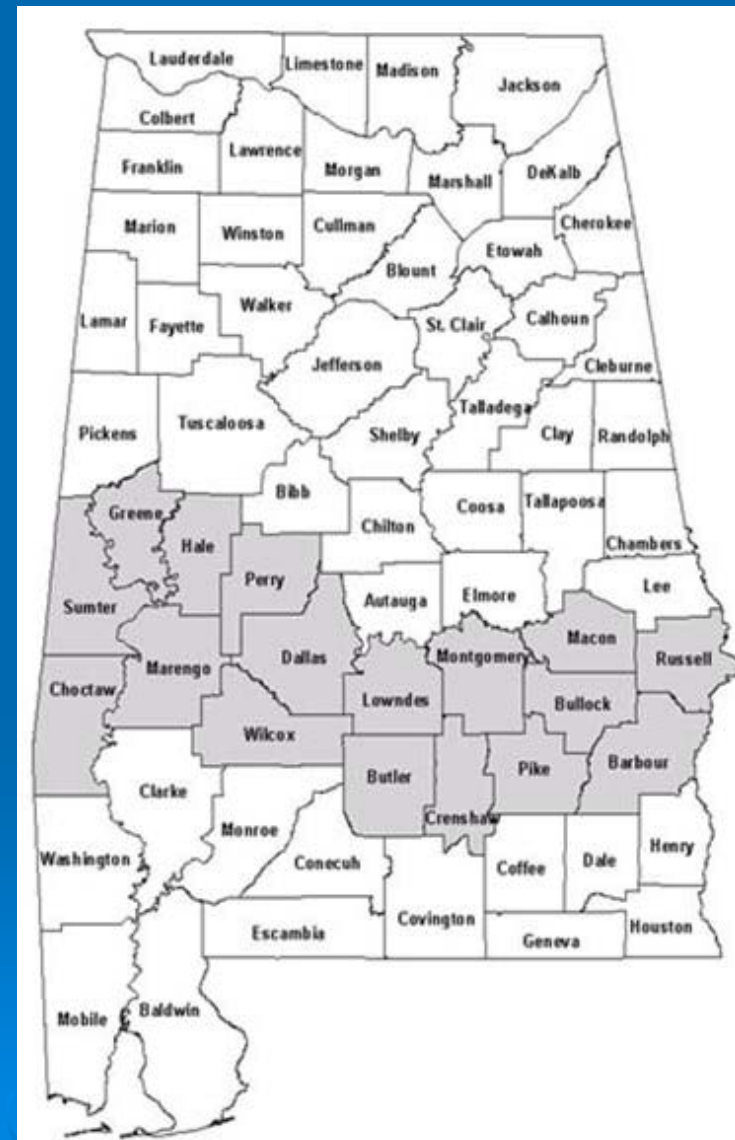 Lauderdale
Limestone
Madison
Jackson
Colbert
Lawrence
Franklin
Morgan
Marshall
DeKalb
Cherokee
Marion
Winston
Cullman
Etowah
Blount
Lamar
Fayette
Walker
St. Clair
Calhoun
Jefferson
Cleburne
Talladega
Pickens
Tuscaloosa
Shelby
Clay
Randolph
Bibb
Greene
Hale
Chilton
Coosa
Tallapoosa
Chambers
Perry
Sumter
Autauga
Elmore
Lee
Macon
Choctaw
Marengo
Dallas
Montgomery
Russell
Lowndes
Bullock
Wilcox
Butler
Pike
Barbour
Clarke
Crenshaw
Monroe
Washington
Conecuh
Coffee
Dale
Henry
Escambia
Covington
Geneva
Houston
Mobile
Baldwin